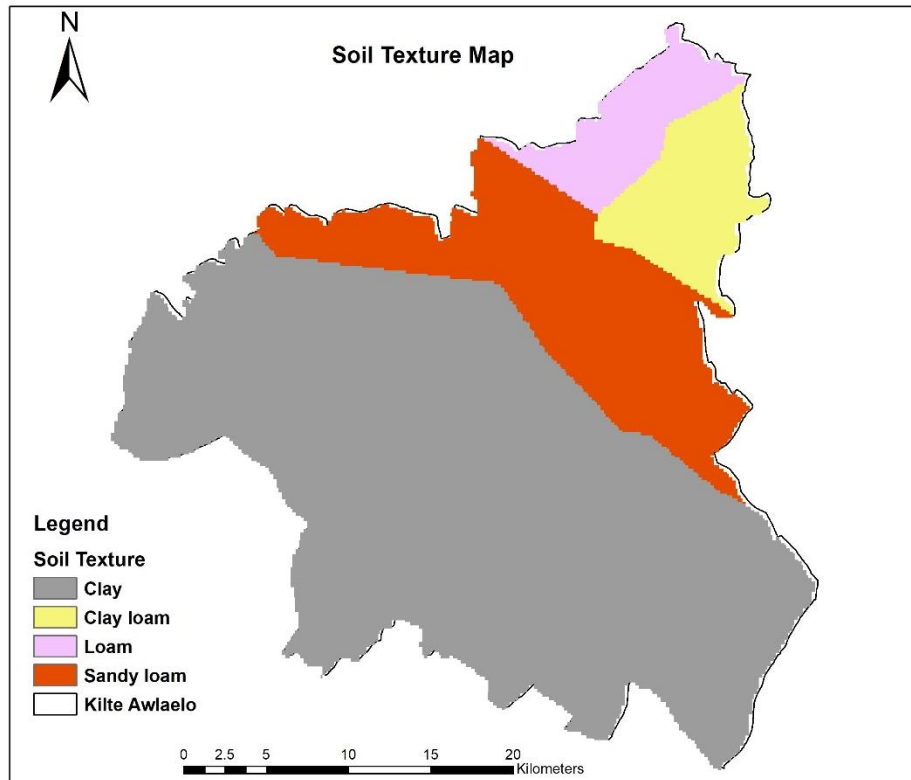 N
Soil Texture Map
Legend
Soil Texture
Clay
Clay loam
Loam
Sandy loam
Kilte Awlaelo
0 2.5 5 10 15 20
Kilometers